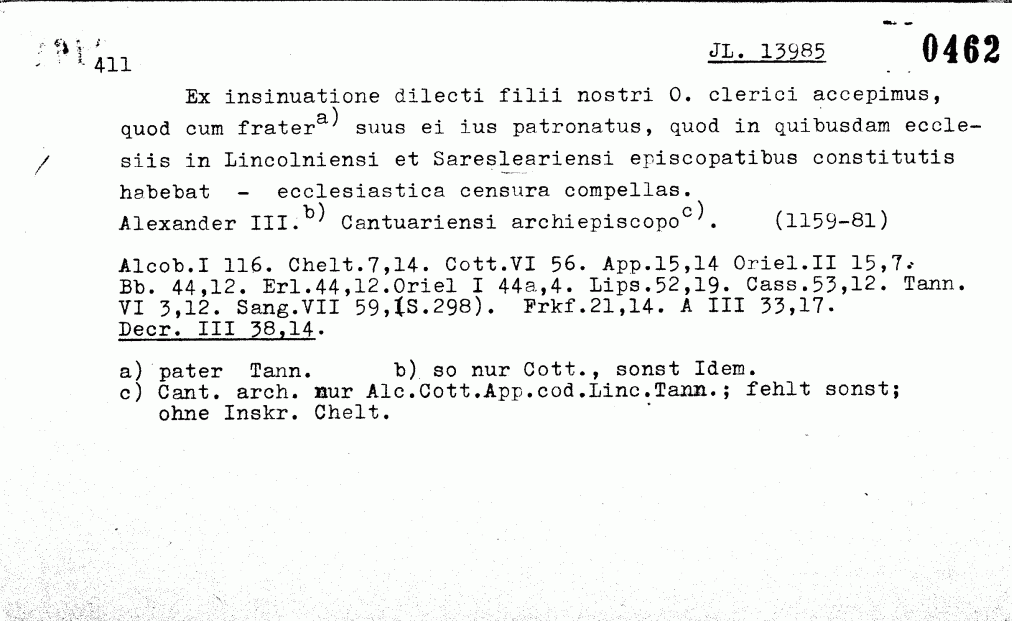 411
JL. 13985
0462
Ex insinuatione dilecti filii nostri O. clerici accepimus,
quod cum frater a) suus ei ius patronatus, quod in quibusdam eccle-
siis in Lincolniensi et Saresleariensi episcopatibus constitutis
habebat - ecclesiastica censura compellas.
Alexander III. b) Cantuariensi archiepiscopo c). (1159-81)
Alcob.I 116. Chelt.7,14. Cott.VI 56. App.15,14 Oriel.II 15,7.
Bb. 44,12. Erl.44,12.Oriel I 44a,4. Lips.52,19. Cass.53,12. Tann.
VI 3,12. Sang.VII 59,(S.298). Frkf.21,14. A III 33,17.
Decr. III 38,14.
a) pater Tann. b) so nur Cott., sonst Idem.
c) Cant. arch. nur Alc.Cott.App.cod.Linc.Tann.; fehlt sonst;
ohne Inskr. Chelt.